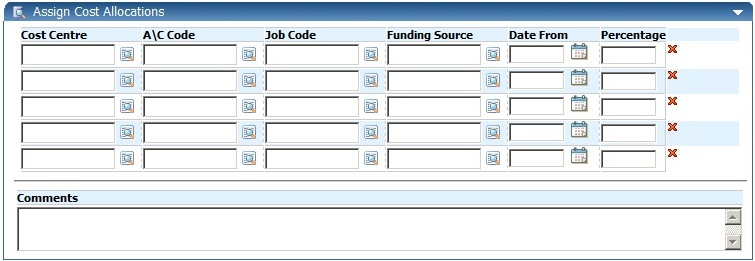 Assign Cost Allocations
Cost Centre A\C Code Job Code Funding Source Date From Percentage
Comments